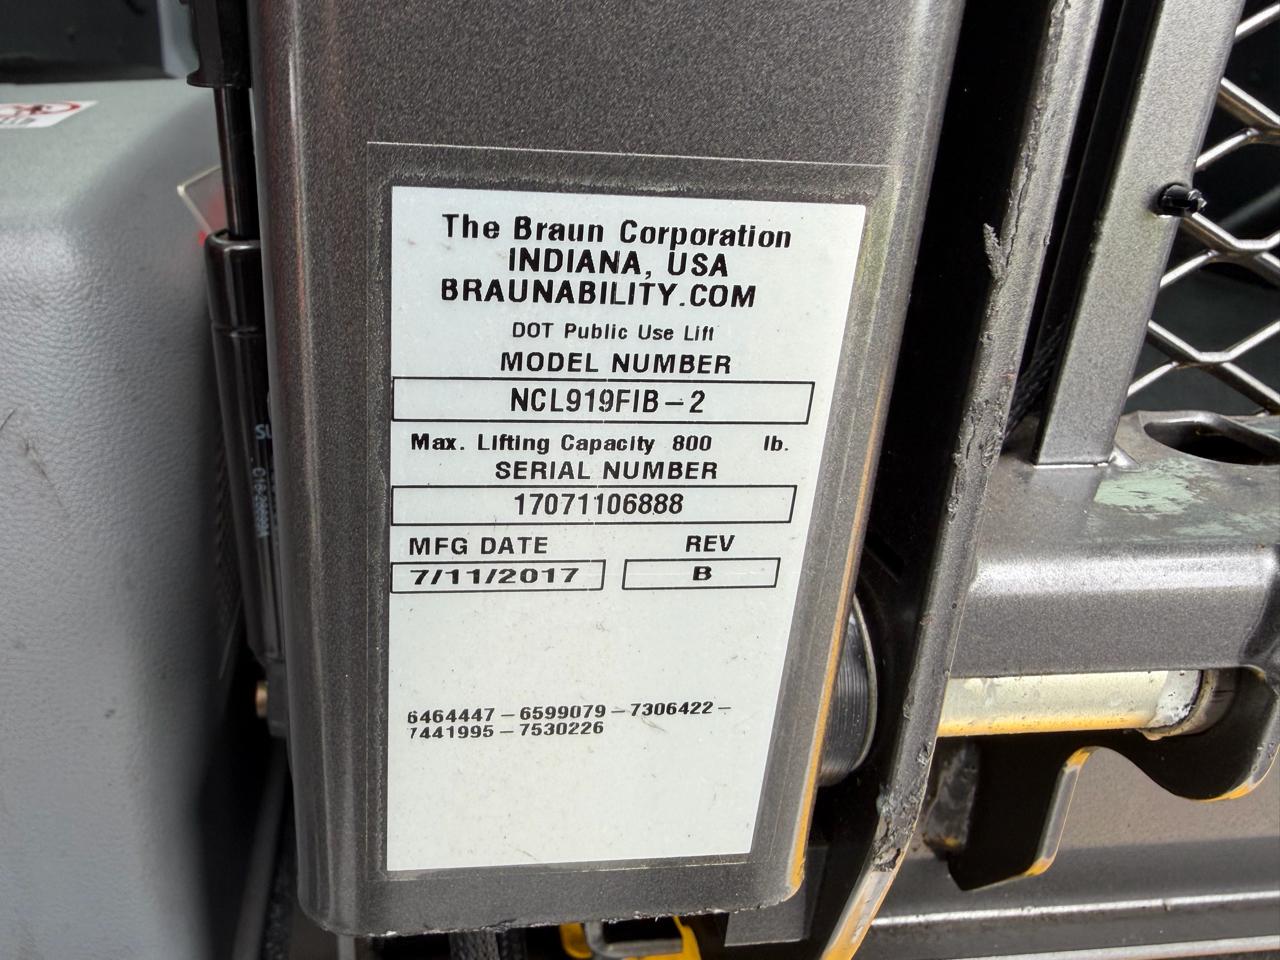 The Braun Corporation
INDIANA, USA
BRAUNABILITY.COM
DOT Public Use Lift
MODEL NUMBER
NCL919FIB-2
Max. Lifting Capacity 800 lb.
SERIAL NUMBER
17071106888
MFG DATE REV
7/11/2017 B
6464447-6599079-7306422-
7441995-7530226